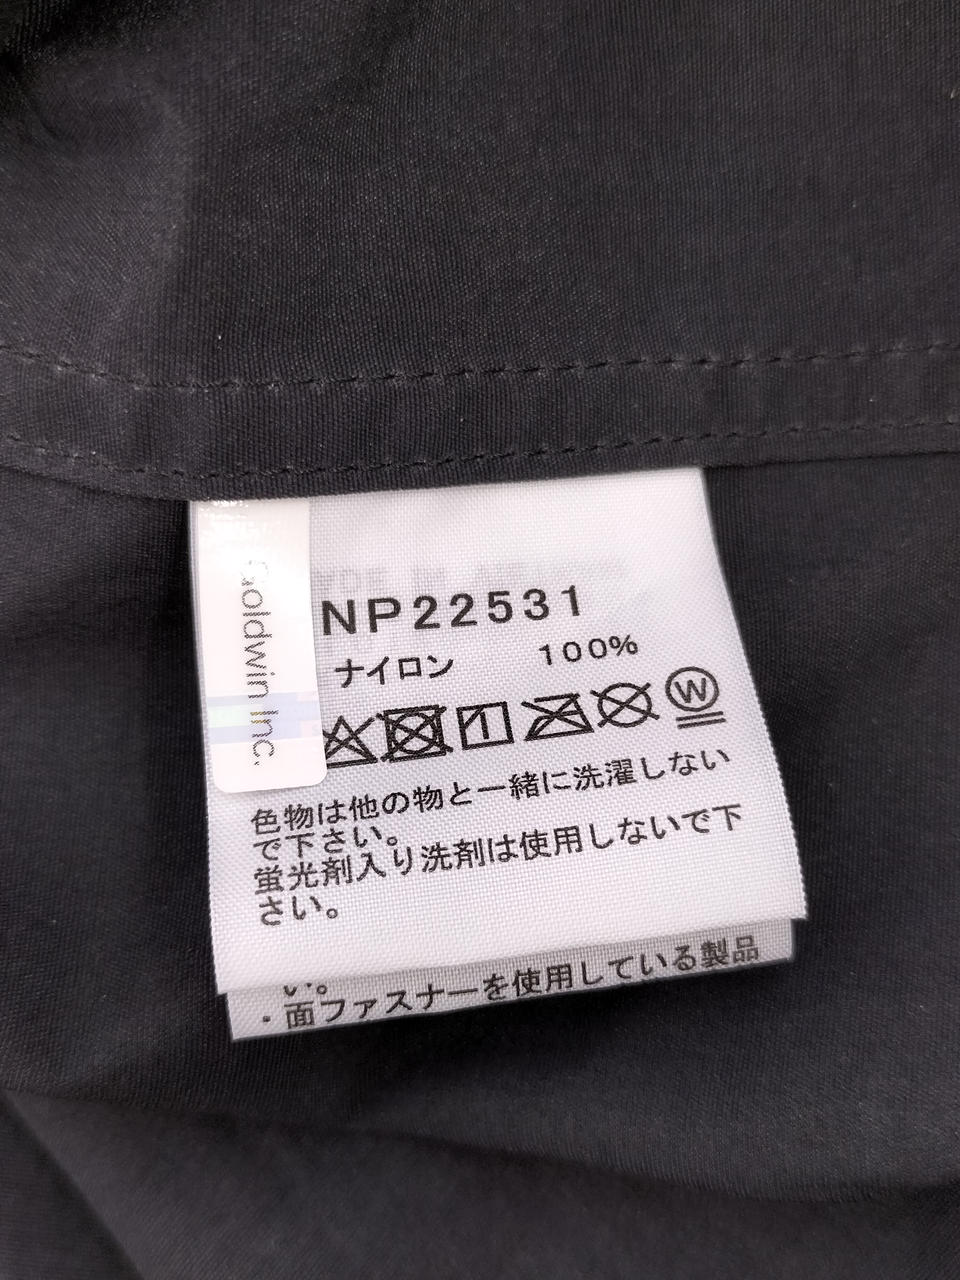 Goldwin Inc.
NP22531
ナイロン 100%
W
色物は他の物と一緒に洗濯しない
で下さい。
蛍光剤入り洗剤は使用しないで下
さい。
い。
・面ファスナーを使用している製品